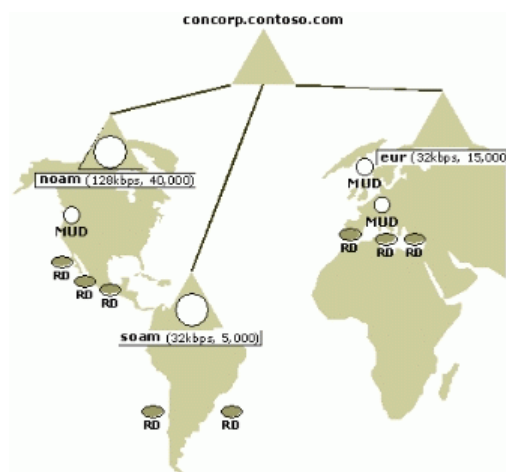 concorp.contoso.com
noam (128kbps, 40,000)
eur (32kbps, 15,000
MUD
MUD
MUD
RD
RD
RD
RD
RD
RD
soam (32kbps, 5,000)
RD
RD